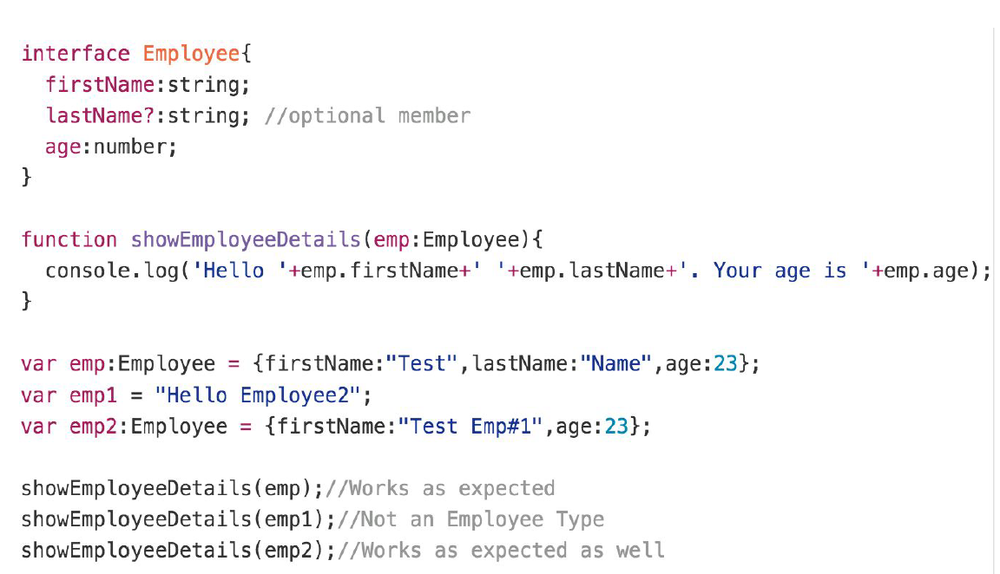 interface Employee{
  firstName:string;
  lastName?:string; //optional member
  age:number;
}

function showEmployeeDetails(emp:Employee){
  console.log('Hello '+emp.firstName+' '+emp.lastName+'. Your age is '+emp.age);
}

var emp:Employee = {firstName:"Test",lastName:"Name",age:23};
var emp1 = "Hello Employee2";
var emp2:Employee = {firstName:"Test Emp#1",age:23};

showEmployeeDetails(emp);//Works as expected
showEmployeeDetails(emp1);//Not an Employee Type
showEmployeeDetails(emp2);//Works as expected as well